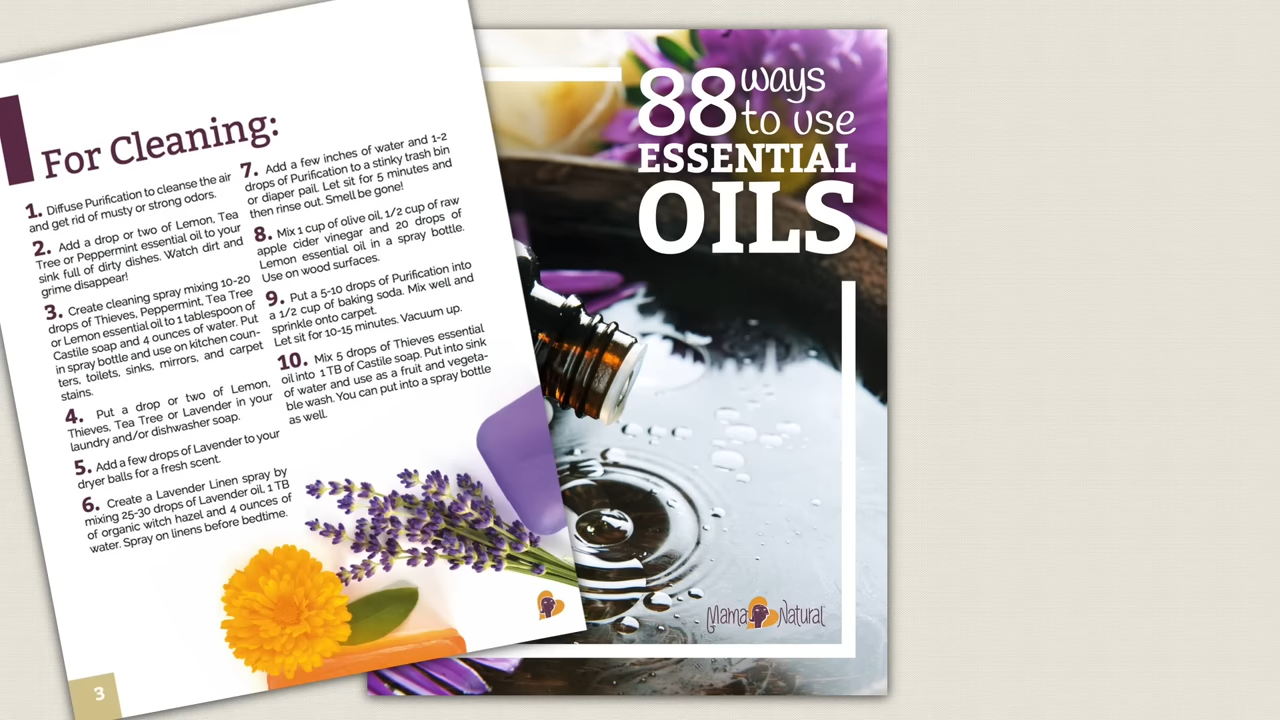 For Cleaning:
1. Diffuse Purification to cleanse the air
and get rid of musty or strong odors.
2. Add a drop or two of Lemon, Tea
Tree or Peppermint essential oil to your
sink full of dirty dishes. Watch dirt and
grime disappear!
3. Create cleaning spray mixing 10-20
drops of Thieves, Peppermint, Tea Tree
or Lemon essential oil to 1 tablespoon of
Castile soap and 4 ounces of water. Put
in spray bottle and use on kitchen coun-
ters, toilets, sinks, mirrors, and carpet
stains.
4. Put a drop or two of Lemon,
Thieves, Tea Tree or Lavender in your
laundry and/or dishwasher soap.
5. Add a few drops of Lavender to your
dryer balls for a fresh scent.
6. Create a Lavender Linen spray by
mixing 25-30 drops of Lavender oil, 1 TB
of organic witch hazel and 4 ounces of
water. Spray on linens before bedtime.
7. Add a few inches of water and 1-2
drops of Purification to a stinky trash bin
or diaper pail. Let sit for 5 minutes and
then rinse out. Smell be gone!
8. Mix 1 cup of olive oil, 1/2 cup of raw
apple cider vinegar and 20 drops of
Lemon essential oil in a spray bottle.
Use on wood surfaces.
9. Put a 5-10 drops of Purification into
a 1/2 cup of baking soda. Mix well and
sprinkle onto carpet.
Let sit for 10-15 minutes. Vacuum up.
10. Mix 5 drops of Thieves essential
oil into 1 TB of Castile soap. Put into sink
of water and use as a fruit and vegeta-
ble wash. You can put into a spray bottle
as well.
3
88 ways
to use
ESSENTIAL
OILS
Mama Natural